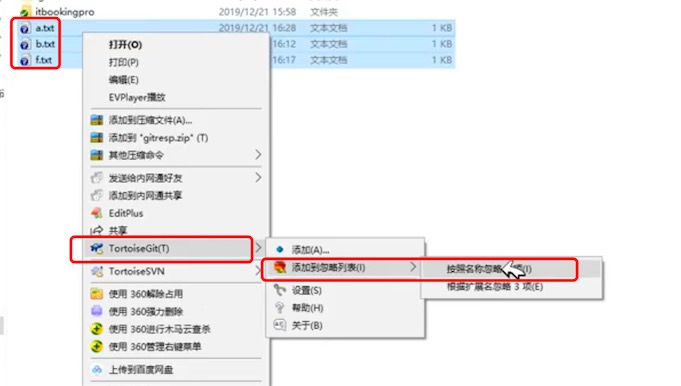 itbookingpro 2019/12/21 15:58 文件夹
a.txt 2019/12/21 16:28 文本文档 1 KB
b.txt 16:12 文本文档 1 KB
f.txt 16:17 文本文档 1 KB
打开(O)
打印(P)
编辑(E)
EVPlayer播放
添加到压缩文件(A)...
添加到 "gitresp.zip" (T)
其他压缩命令
发送给内网通好友
添加到内网通共享
EditPlus
共享
TortoiseGit(T)
TortoiseSVN
使用 360解除占用
使用 360强力删除
使用 360进行木马云查杀
使用 360管理右键菜单
上传到百度网盘
添加(A)...
添加到忽略列表(I)
设置(S)
帮助(H)
关于(B)
按照名称忽略(I)
根据扩展名忽略 3 项(E)